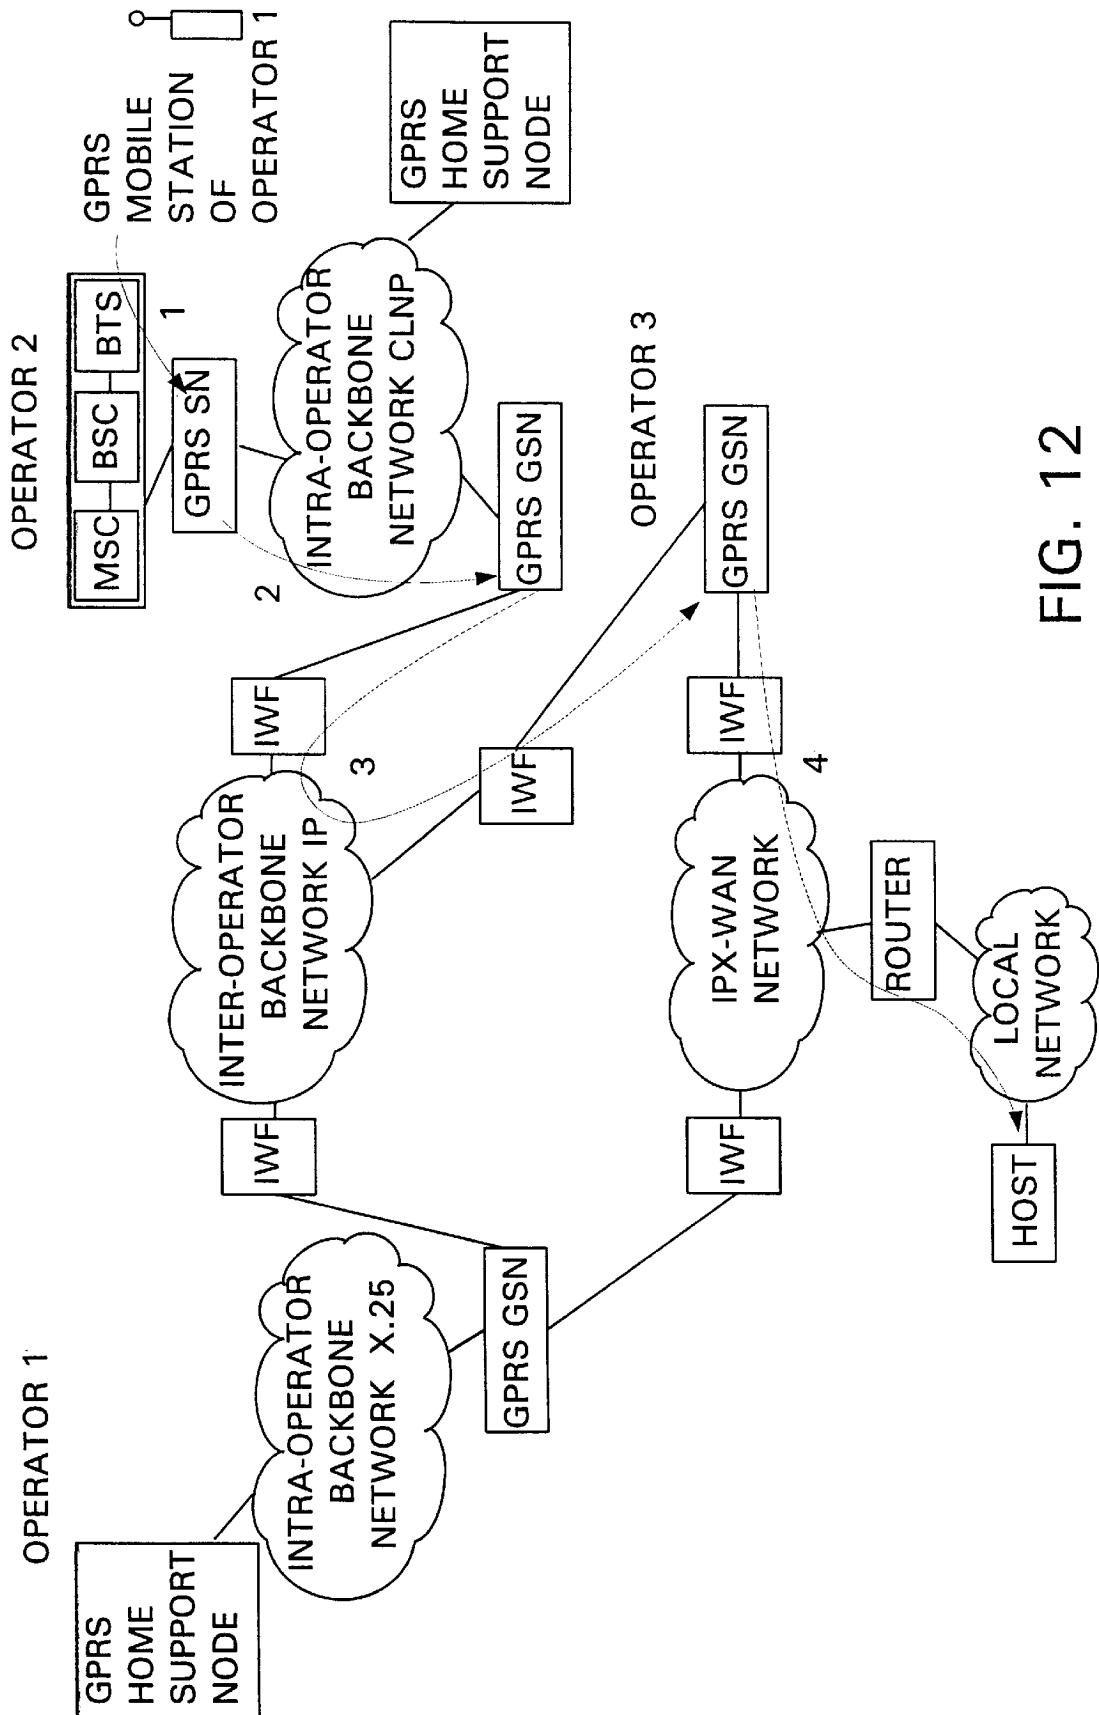 OPERATOR 1
GPRS
HOME
SUPPORT
NODE
INTRA-OPERATOR
BACKBONE
NETWORK X.25
GPRS GSN
IWF
INTER-OPERATOR
BACKBONE
NETWORK IP
IWF
3
IWF
OPERATOR 2
MSC
BSC
BTS
1
GPRS SN
2
GPRS
MOBILE
STATION
OF
OPERATOR 1
INTRA-OPERATOR
BACKBONE
NETWORK CLNP
GPRS
HOME
SUPPORT
NODE
GPRS GSN
OPERATOR 3
GPRS GSN
IWF
IPX-WAN
NETWORK
IWF
4
ROUTER
LOCAL
NETWORK
HOST
FIG. 12